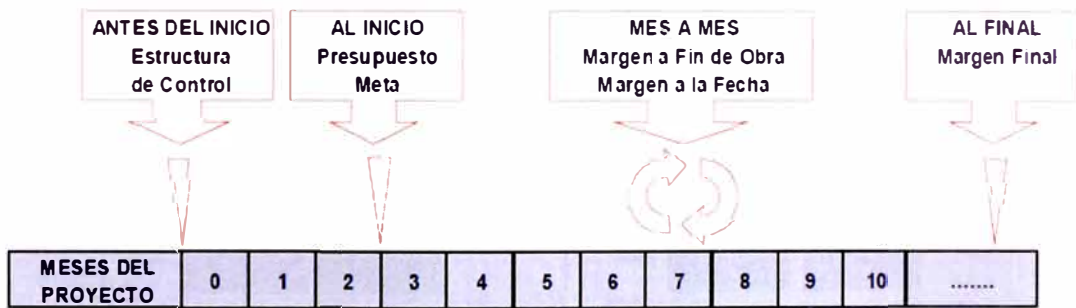 ANTES DEL INICIO
Estructura
de Control
AL INICIO
Presupuesto
Meta
MES A MES
Margen a Fin de Obra
Margen a la Fecha
AL FINAL
Margen Final
MESES DEL
PROYECTO
0 1 2 3 4 5 6 7 8 9 10 .......